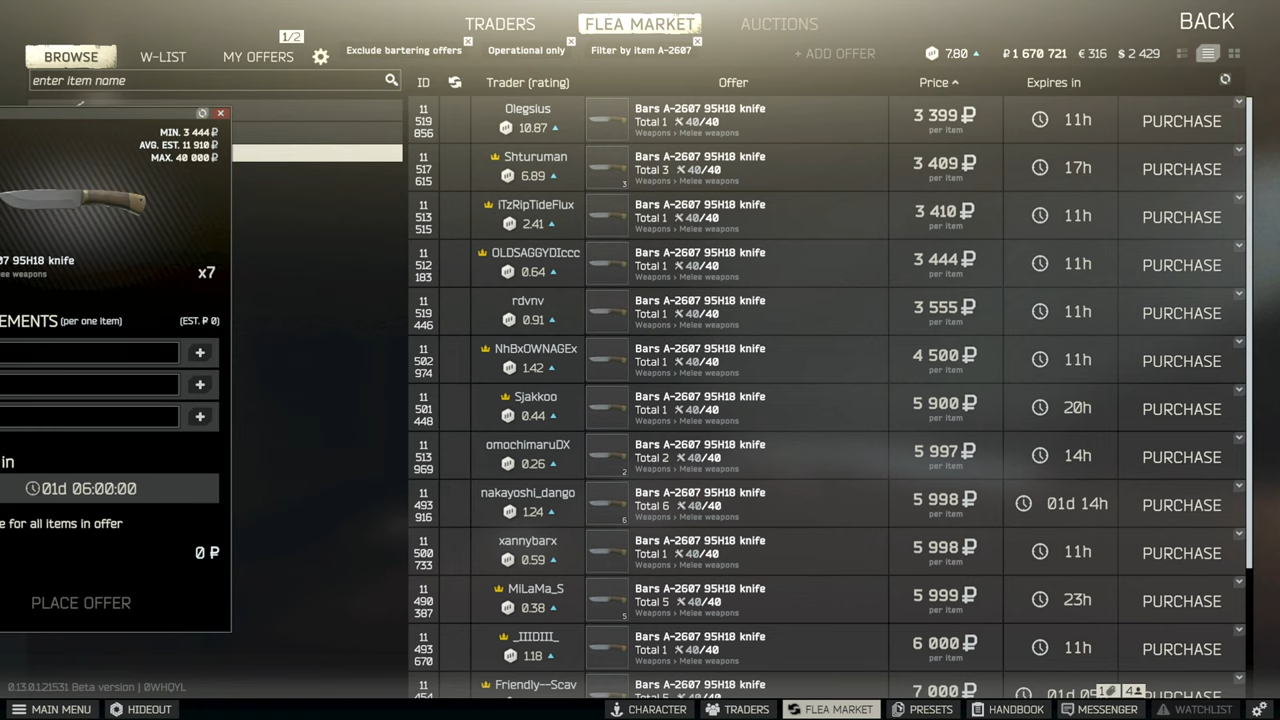 TRADERS
FLEA MARKET
AUCTIONS
BACK
1/2
BROWSE
W-LIST
MY OFFERS
Exclude bartering offers
Operational only
Filter by item A-2607
+ ADD OFFER
7.80
₽ 1 670 721
€ 316
$ 2 429
enter item name
ID
Trader (rating)
Offer
Price
Expires in
MIN. 3 444 ₽
AVG. EST. 11 910 ₽
MAX. 40 000 ₽
07 95H18 knife
ee weapons
x7
EMENTS (per one item)
(EST. ₽ 0)
in
01d 06:00:00
e for all items in offer
0 ₽
PLACE OFFER
11 519 856
Olegsius
10.87
Bars A-2607 95H18 knife
Total 1 40/40
Weapons > Melee weapons
3 399 ₽
per item
11h
PURCHASE
11 517 615
Shturuman
6.89
3
Bars A-2607 95H18 knife
Total 3 40/40
Weapons > Melee weapons
3 409 ₽
per item
17h
PURCHASE
11 513 515
iTzRipTideFlux
2.41
Bars A-2607 95H18 knife
Total 1 40/40
Weapons > Melee weapons
3 410 ₽
per item
11h
PURCHASE
11 512 183
OLDSAGGYDIccc
0.64
Bars A-2607 95H18 knife
Total 1 40/40
Weapons > Melee weapons
3 444 ₽
per item
11h
PURCHASE
11 519 446
rdvnv
0.91
Bars A-2607 95H18 knife
Total 1 40/40
Weapons > Melee weapons
3 555 ₽
per item
11h
PURCHASE
11 502 974
NhBxOWNAGEx
1.42
Bars A-2607 95H18 knife
Total 1 40/40
Weapons > Melee weapons
4 500 ₽
per item
11h
PURCHASE
11 501 448
Sjakkoo
0.44
Bars A-2607 95H18 knife
Total 1 40/40
Weapons > Melee weapons
5 900 ₽
per item
20h
PURCHASE
11 513 969
omochimaruDX
0.26
2
Bars A-2607 95H18 knife
Total 2 40/40
Weapons > Melee weapons
5 997 ₽
per item
14h
PURCHASE
11 493 916
nakayoshi_dango
1.24
6
Bars A-2607 95H18 knife
Total 6 40/40
Weapons > Melee weapons
5 998 ₽
per item
01d 14h
PURCHASE
11 500 733
xannybarx
0.59
Bars A-2607 95H18 knife
Total 1 40/40
Weapons > Melee weapons
5 998 ₽
per item
11h
PURCHASE
11 490 387
MiLaMa_S
0.38
5
Bars A-2607 95H18 knife
Total 5 40/40
Weapons > Melee weapons
5 999 ₽
per item
23h
PURCHASE
11 493 670
_IIIDIII_
1.18
Bars A-2607 95H18 knife
Total 1 40/40
Weapons > Melee weapons
6 000 ₽
per item
11h
PURCHASE
11
Friendly--Scav
Bars A-2607 95H18 knife
7 000 ₽
PURCHASE
1
4
0.13.0.1.21531 Beta version | 0WHQYL
MAIN MENU
HIDEOUT
CHARACTER
TRADERS
FLEA MARKET
PRESETS
HANDBOOK
MESSENGER
WATCHLIST